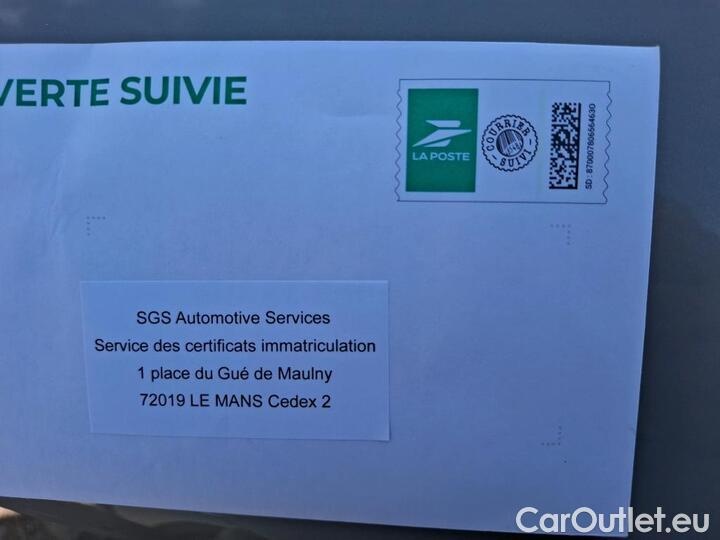 VERTE SUIVIE
LA POSTE
COURRIER
SUIVI
SD : 870007806564630
SGS Automotive Services
Service des certificats immatriculation
1 place du Gué de Maulny
72019 LE MANS Cedex 2
CarOutlet.eu